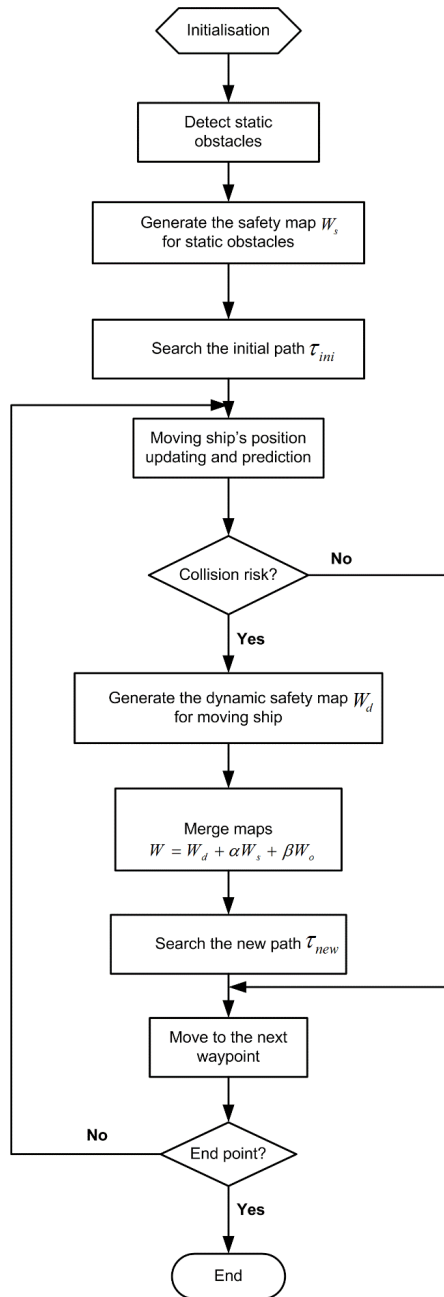 Initialisation
Detect static
obstacles
Generate the safety map W_s
for static obstacles
Search the initial path τ_ini
Moving ship's position
updating and prediction
Collision risk?
No
Yes
Generate the dynamic safety map W_d
for moving ship
Merge maps
W = W_d + αW_s + βW_o
Search the new path τ_new
Move to the next
waypoint
No
End point?
Yes
End